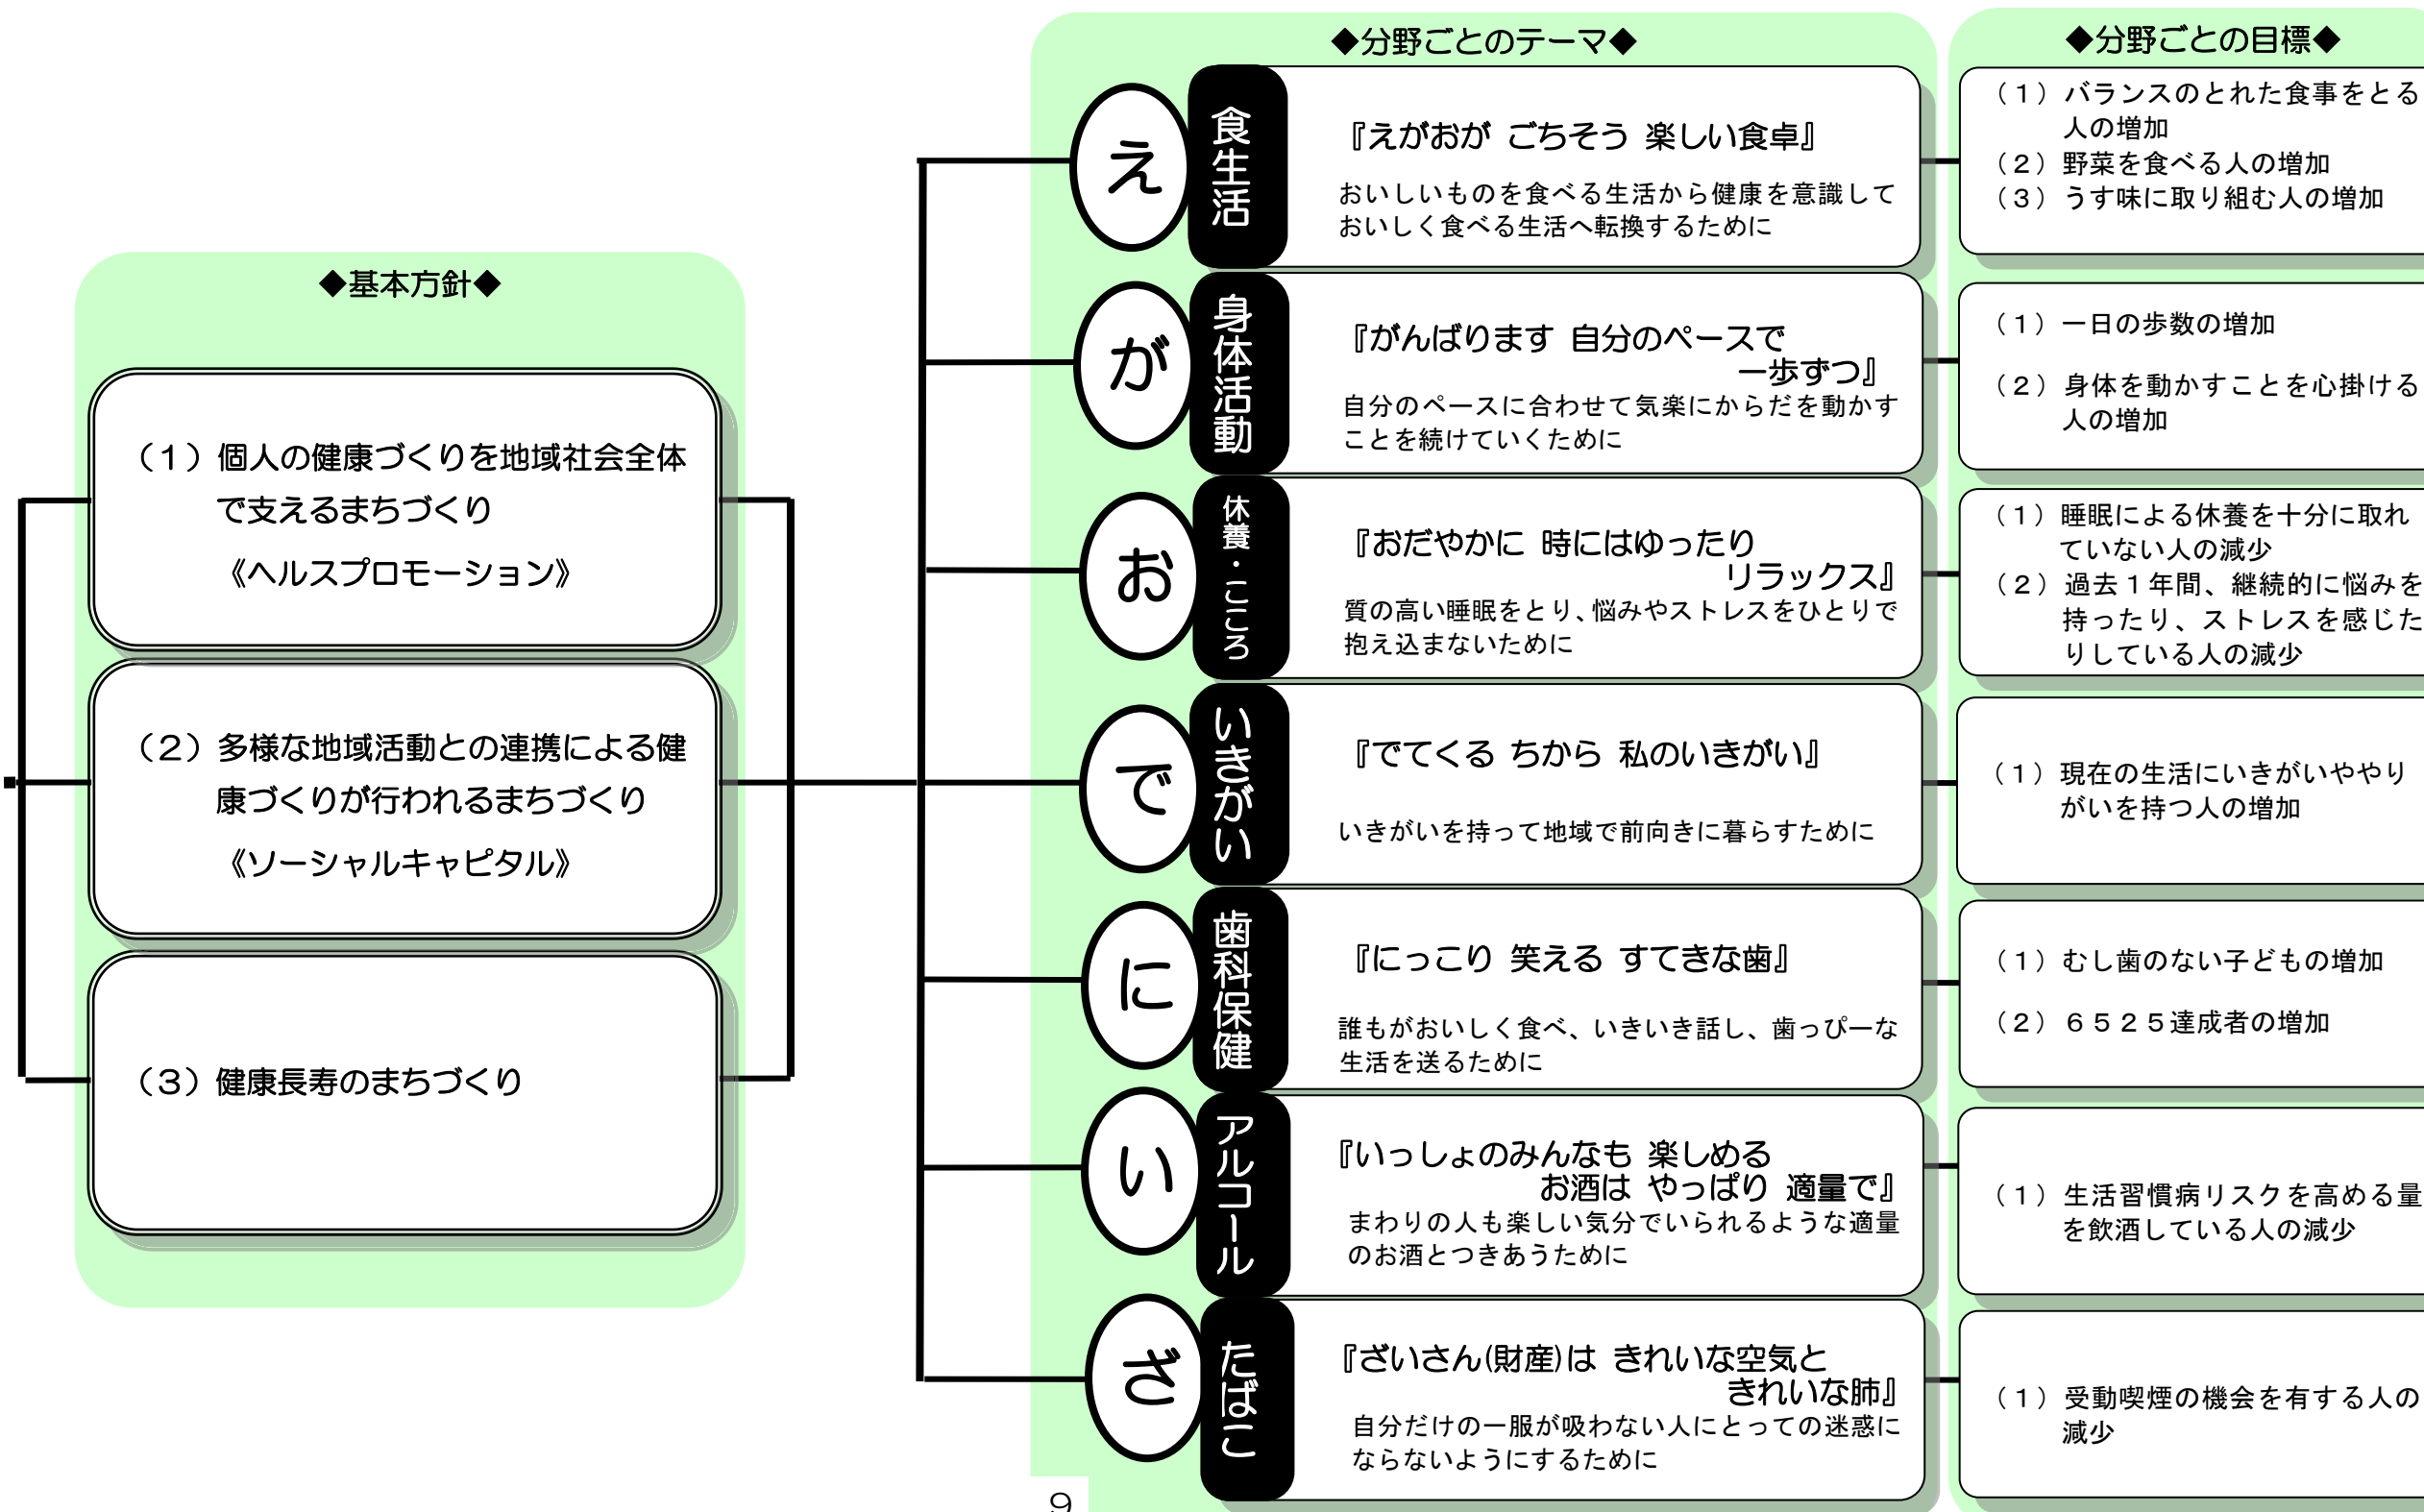 ◆基本方針◆
（１）個人の健康づくりを地域社会全体
で支えるまちづくり
《ヘルスプロモーション》
（２）多様な地域活動との連携による健
康づくりが行われるまちづくり
《ソーシャルキャピタル》
（３）健康長寿のまちづくり
◆分野ごとのテーマ◆
え
食生活
『えがおが ごちそう 楽しい食卓』
おいしいものを食べる生活から健康を意識して
おいしく食べる生活へ転換するために
が
身体活動
『がんばります 自分のペースで
一歩ずつ』
自分のペースに合わせて気楽にからだを動かす
ことを続けていくために
お
休養・こころ
『おだやかに 時にはゆったり
リラックス』
質の高い睡眠をとり、悩みやストレスをひとりで
抱え込まないために
で
いきがい
『でてくる ちから 私のいきがい』
いきがいを持って地域で前向きに暮らすために
に
歯科保健
『にっこり 笑える すてきな歯』
誰もがおいしく食べ、いきいき話し、歯っぴーな
生活を送るために
い
アルコール
『いっしょのみんなも 楽しめる
お酒は やっぱり 適量で』
まわりの人も楽しい気分でいられるような適量
のお酒とつきあうために
ざ
たばこ
『ざいさん(財産)は きれいな空気と
きれいな肺』
自分だけの一服が吸わない人にとっての迷惑に
ならないようにするために
◆分野ごとの目標◆
（１）バランスのとれた食事をとる
人の増加
（２）野菜を食べる人の増加
（３）うす味に取り組む人の増加
（１）一日の歩数の増加
（２）身体を動かすことを心掛ける
人の増加
（１）睡眠による休養を十分に取れ
ていない人の減少
（２）過去１年間、継続的に悩みを
持ったり、ストレスを感じた
りしている人の減少
（１）現在の生活にいきがいややり
がいを持つ人の増加
（１）むし歯のない子どもの増加
（２）６５２５達成者の増加
（１）生活習慣病リスクを高める量
を飲酒している人の減少
（１）受動喫煙の機会を有する人の
減少
9